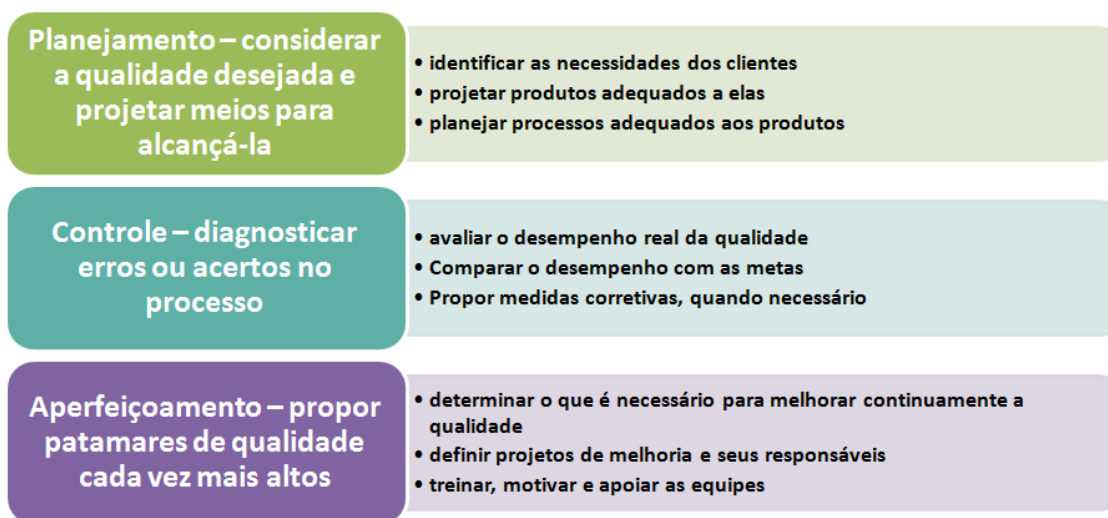 Planejamento – considerar
a qualidade desejada e
projetar meios para
alcançá-la
• identificar as necessidades dos clientes
• projetar produtos adequados a elas
• planejar processos adequados aos produtos
Controle – diagnosticar
erros ou acertos no
processo
• avaliar o desempenho real da qualidade
• Comparar o desempenho com as metas
• Propor medidas corretivas, quando necessário
Aperfeiçoamento – propor
patamares de qualidade
cada vez mais altos
• determinar o que é necessário para melhorar continuamente a
qualidade
• definir projetos de melhoria e seus responsáveis
• treinar, motivar e apoiar as equipes